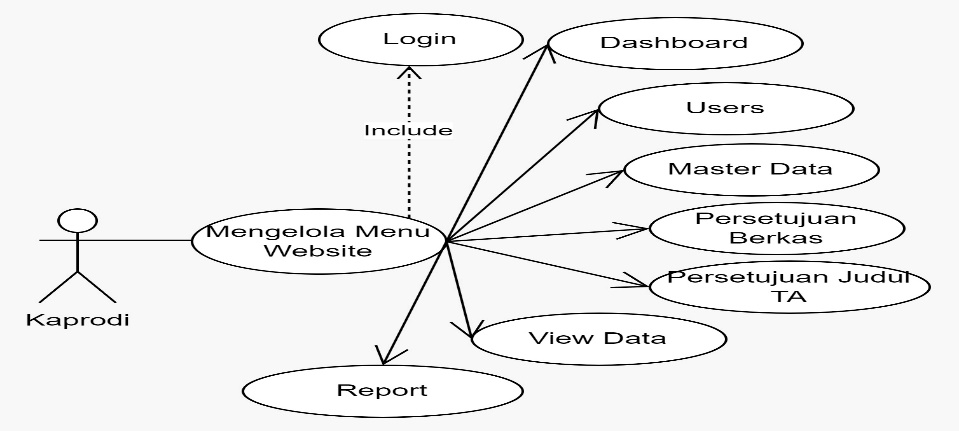 Login
Dashboard
Users
Include
Master Data
Persetujuan
Berkas
Mengelola Menu
Website
Persetujuan Judul
TA
Kaprodi
View Data
Report